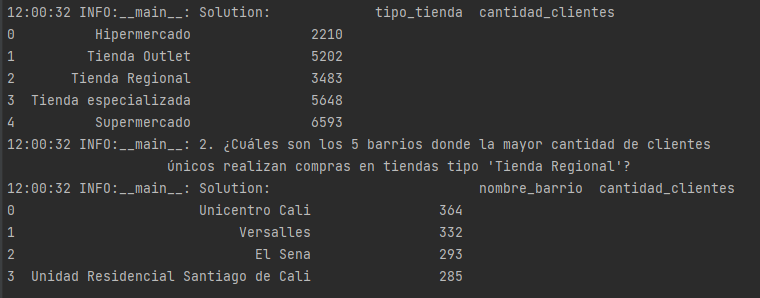 12:00:32 INFO:__main__: Solution:             tipo_tienda  cantidad_clientes
0          Hipermercado               2210
1         Tienda Outlet               5202
2       Tienda Regional               3483
3  Tienda especializada               5648
4          Supermercado               6593
12:00:32 INFO:__main__: 2. ¿Cuáles son los 5 barrios donde la mayor cantidad de clientes
                    únicos realizan compras en tiendas tipo 'Tienda Regional'?
12:00:32 INFO:__main__: Solution:                          nombre_barrio  cantidad_clientes
0                       Unicentro Cali                364
1                            Versalles                332
2                              El Sena                293
3  Unidad Residencial Santiago de Cali                285